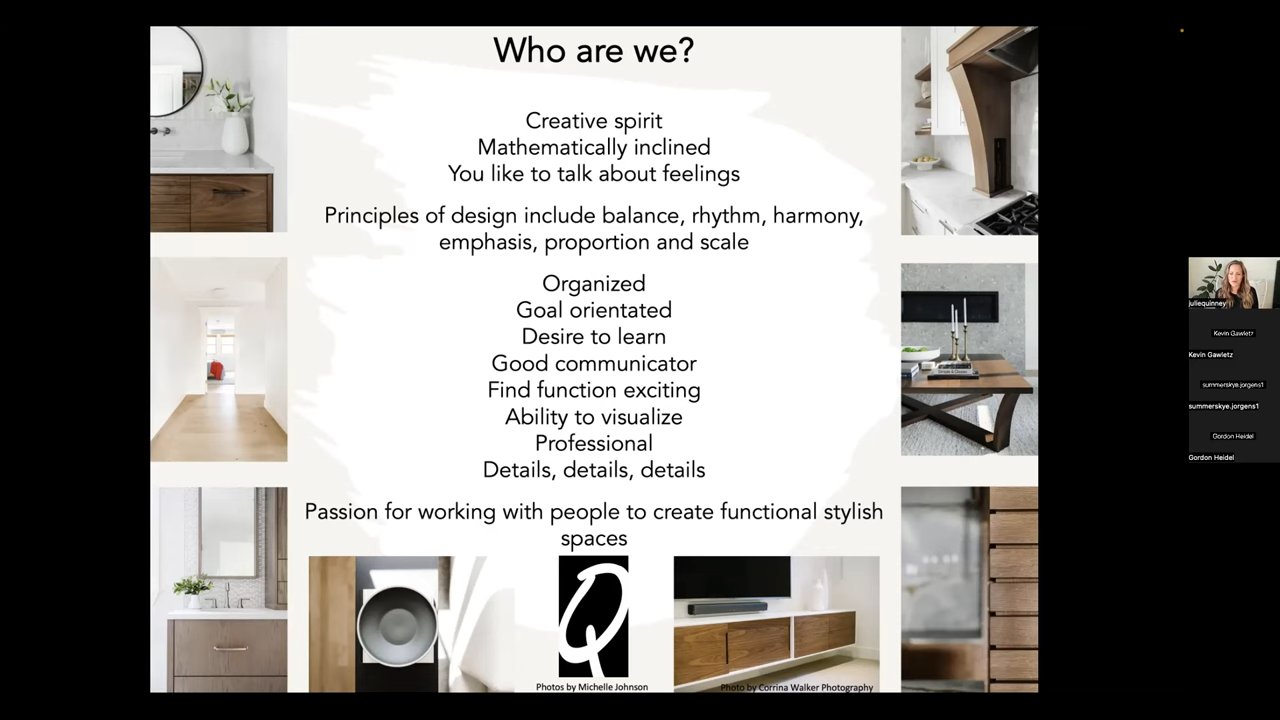 Who are we?
Creative spirit
Mathematically inclined
You like to talk about feelings
Principles of design include balance, rhythm, harmony,
emphasis, proportion and scale
Organized
Goal orientated
Desire to learn
Good communicator
Find function exciting
Ability to visualize
Professional
Details, details, details
Passion for working with people to create functional stylish
spaces
Q
Photos by Michelle Johnson
Photo by Corrina Walker Photography
juliequinney
Kevin Gawletz
Kevin Gawletz
summerskye.jorgens1
summerskye.jorgens1
Gordon Heidel
Gordon Heidel